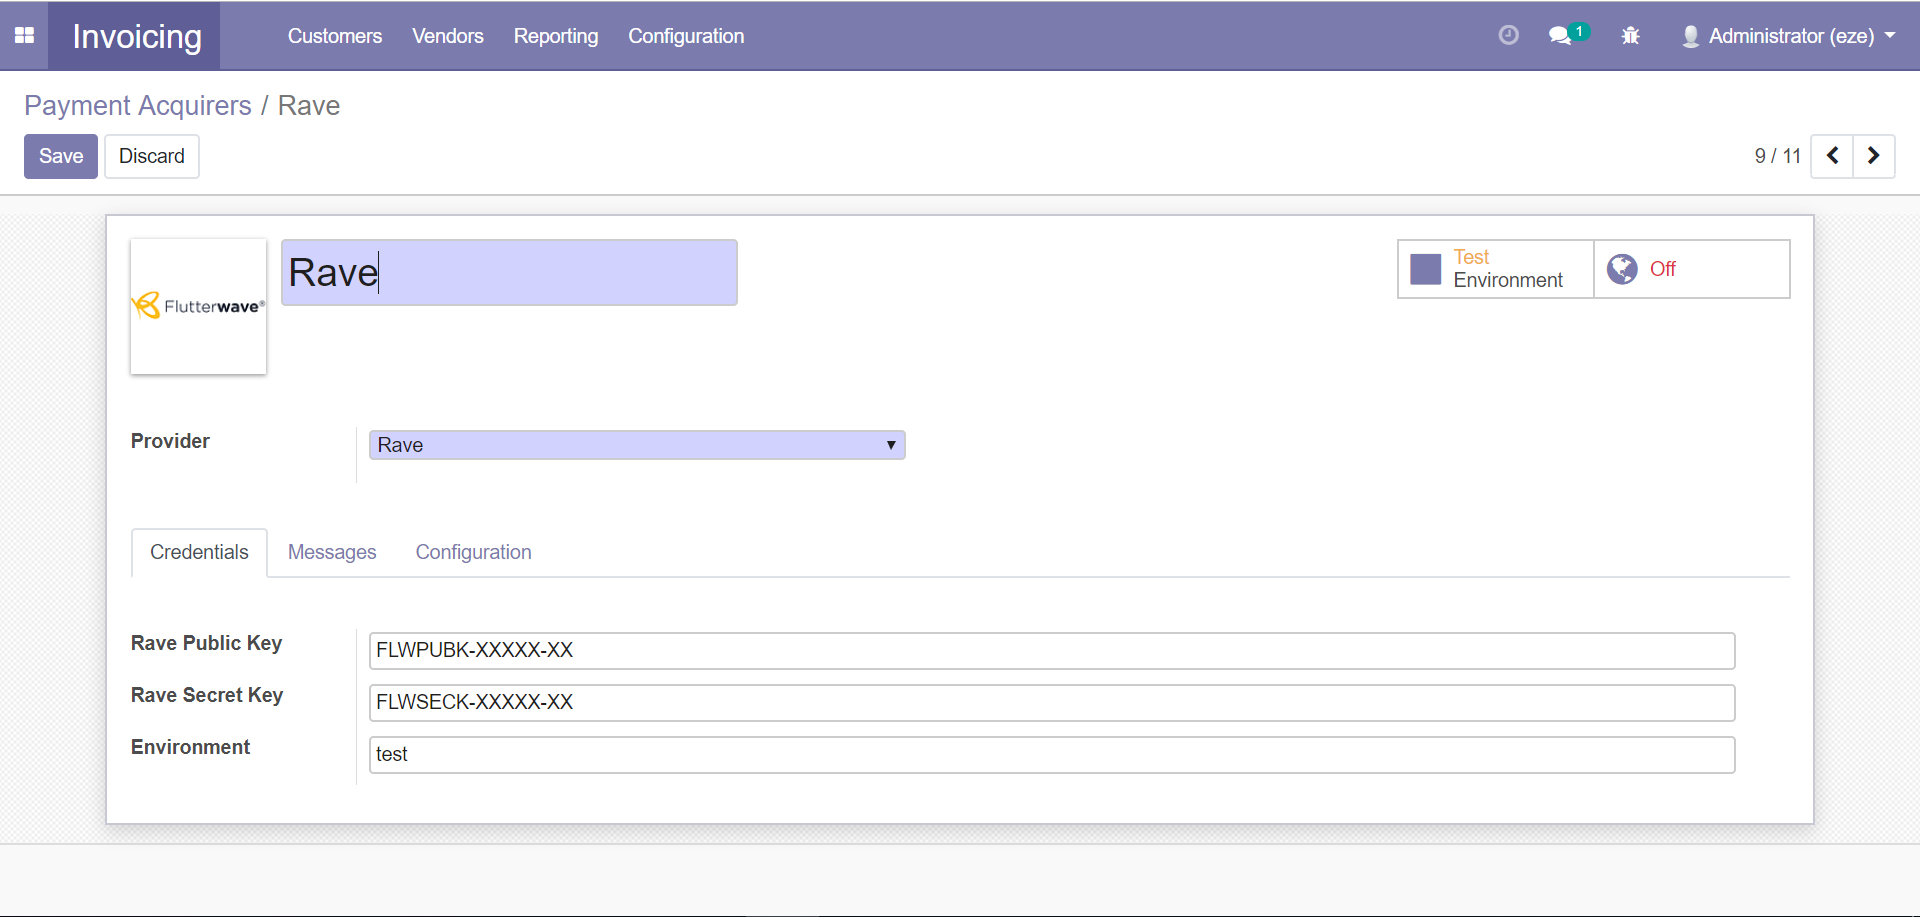 Invoicing Customers Vendors Reporting Configuration 1 Administrator (eze)
Payment Acquirers / Rave
Save Discard 9 / 11
Flutterwave®
Rave
Test
Environment
Off
Provider Rave
Credentials Messages Configuration
Rave Public Key FLWPUBK-XXXXX-XX
Rave Secret Key FLWSECK-XXXXX-XX
Environment test